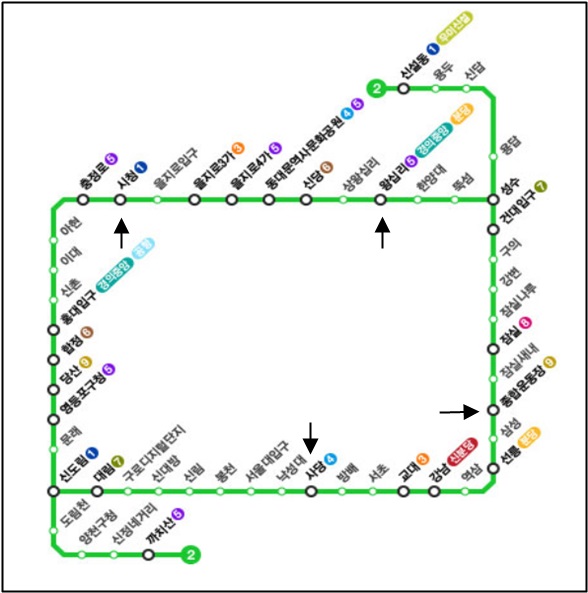 신설동 1 우이신설
용두
신답
2
용답
충정로 5
시청 1
을지로입구
을지로3가 3
을지로4가 5
동대문역사문화공원 4 5
신당 6
상왕십리
왕십리 5 경의중앙 분당
한양대
뚝섬
성수
건대입구 7
구의
강변
잠실나루
잠실 8
잠실새내
종합운동장 9
삼성
선릉 분당
아현
이대
신촌
홍대입구 경의중앙 공항
합정 6
당산 9
영등포구청 5
문래
신도림 1
대림 7
구로디지털단지
신대방
신림
봉천
서울대입구
낙성대
사당 4
방배
서초
교대 3
강남 신분당
역삼
도림천
양천구청
신정네거리
까치산 5
2